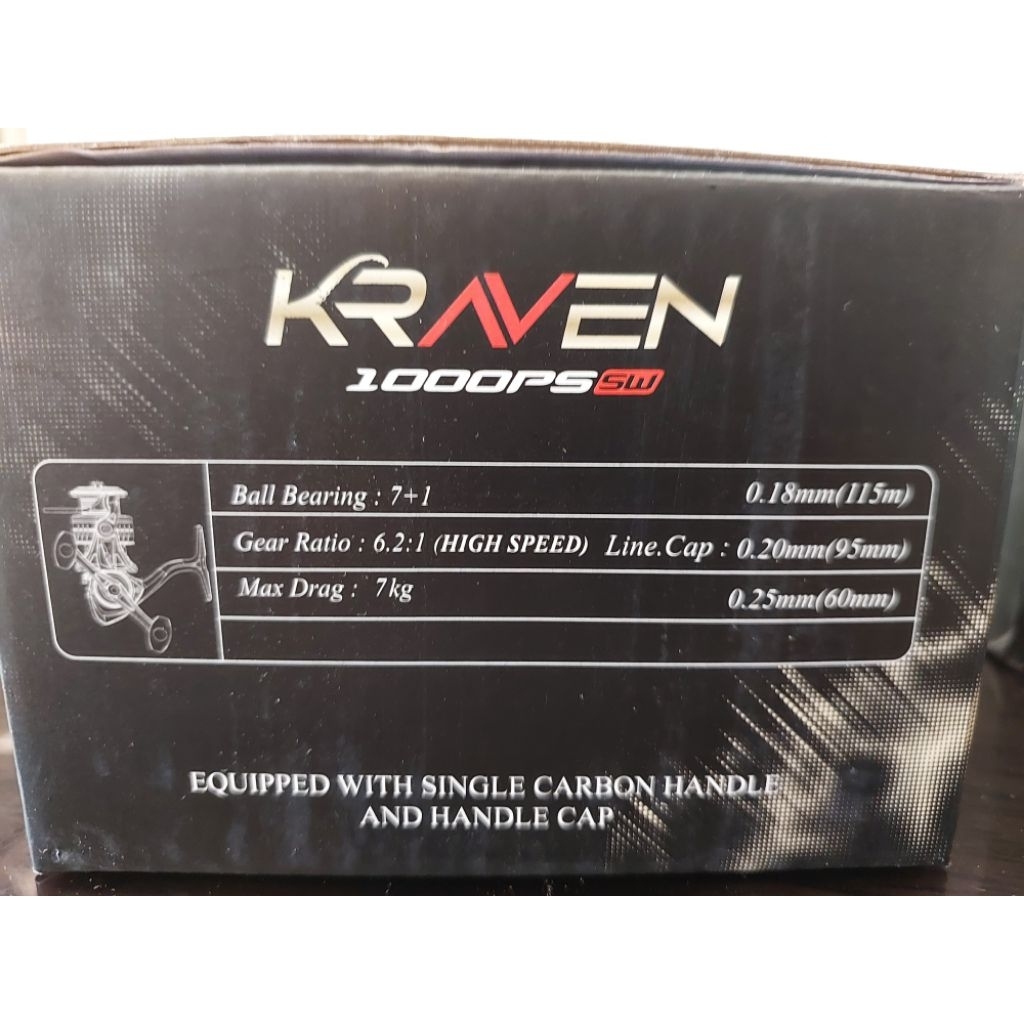 KRAVEN
1000PS SW
Ball Bearing : 7+1
0.18mm(115m)
Gear Ratio : 6.2:1 (HIGH SPEED) Line.Cap : 0.20mm(95mm)
Max Drag : 7kg
0.25mm(60mm)
EQUIPPED WITH SINGLE CARBON HANDLE
AND HANDLE CAP